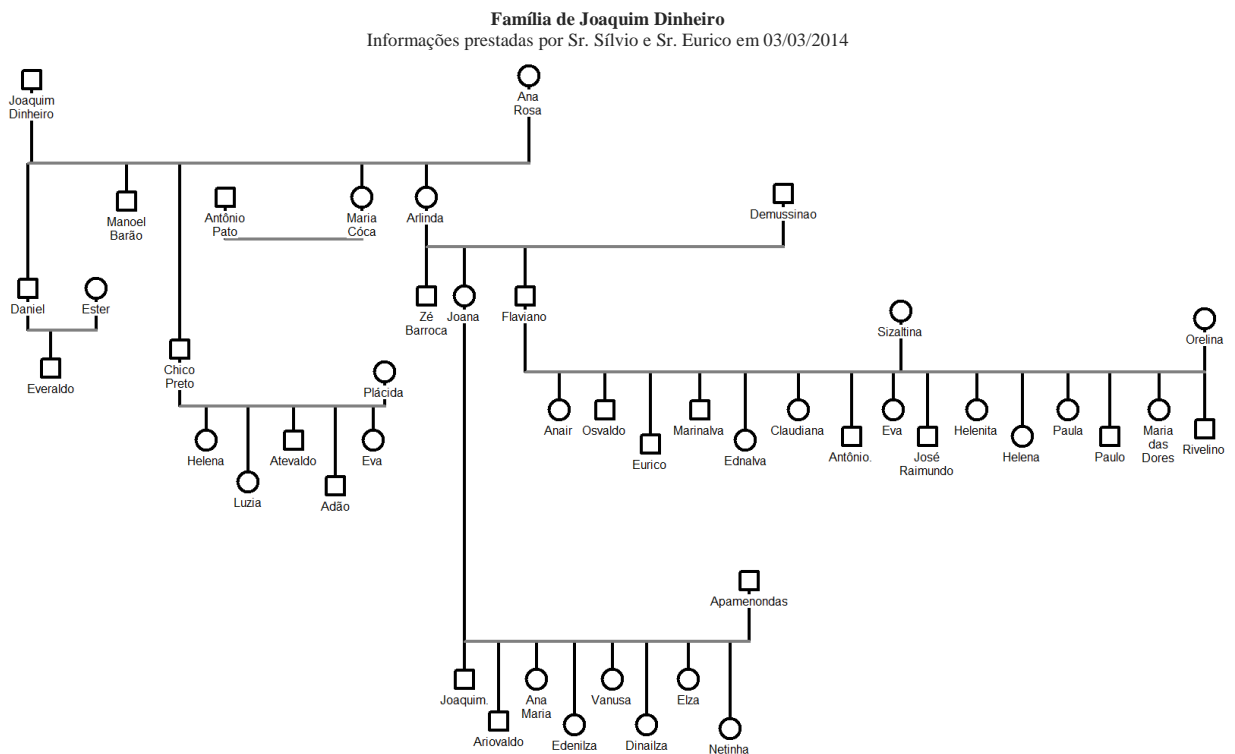 Família de Joaquim Dinheiro
Informações prestadas por Sr. Sílvio e Sr. Eurico em 03/03/2014
Joaquim
Dinheiro
Ana
Rosa
Manoel
Barão
Antônio
Pato
Maria
Cóca
Arlinda
Demussinao
Daniel
Ester
Zé
Barroca
Joana
Flaviano
Sizaltina
Orelina
Everaldo
Chico
Preto
Plácida
Helena
Luzia
Atevaldo
Adão
Eva
Anair
Osvaldo
Eurico
Marinalva
Ednalva
Claudiana
Antônio.
Eva
José
Raimundo
Helenita
Helena
Paula
Paulo
Maria
das
Dores
Rivelino
Apamenondas
Joaquim.
Ariovaldo
Ana
Maria
Edenilza
Vanusa
Dinailza
Elza
Netinha